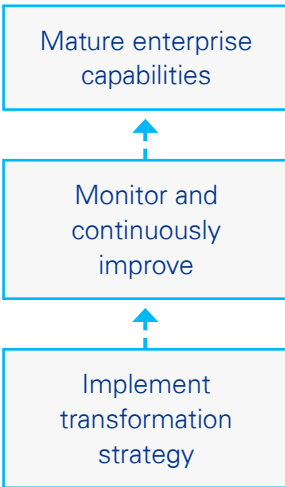 Mature enterprise
capabilities
Monitor and
continuously
improve
Implement
transformation
strategy